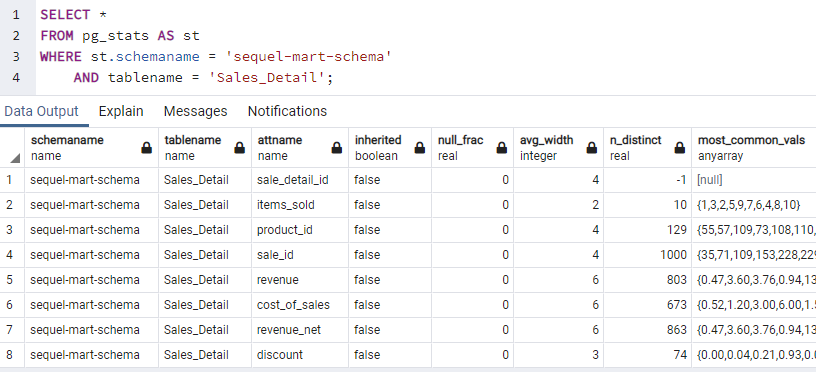 1 SELECT *
2 FROM pg_stats AS st
3 WHERE st.schemaname = 'sequel-mart-schema'
4 AND tablename = 'Sales_Detail';
Data Output Explain Messages Notifications
schemaname tablename attname inherited null_frac avg_width n_distinct most_common_vals
name name name boolean real integer real anyarray
1 sequel-mart-schema Sales_Detail sale_detail_id false 0 4 -1 [null]
2 sequel-mart-schema Sales_Detail items_sold false 0 2 10 {1,3,2,5,9,7,6,4,8,10}
3 sequel-mart-schema Sales_Detail product_id false 0 4 129 {55,57,109,73,108,110,
4 sequel-mart-schema Sales_Detail sale_id false 0 4 1000 {35,71,109,153,228,229
5 sequel-mart-schema Sales_Detail revenue false 0 6 803 {0.47,3.60,3.76,0.94,13
6 sequel-mart-schema Sales_Detail cost_of_sales false 0 6 673 {0.52,1.20,3.00,6.00,1.5
7 sequel-mart-schema Sales_Detail revenue_net false 0 6 863 {0.47,3.60,3.76,0.94,13
8 sequel-mart-schema Sales_Detail discount false 0 3 74 {0.00,0.04,0.21,0.93,0.0